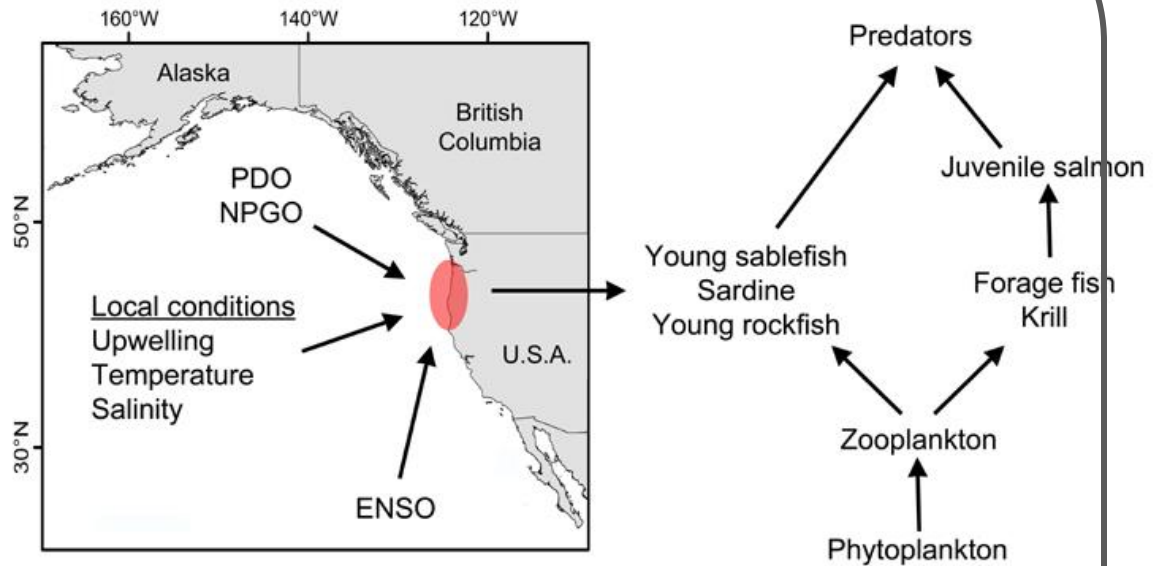 160°W
140°W
120°W
50°N
30°N
Alaska
British
Columbia
PDO
NPGO
Local conditions
Upwelling
Temperature
Salinity
U.S.A.
ENSO
Predators
Juvenile salmon
Young sablefish
Sardine
Young rockfish
Forage fish
Krill
Zooplankton
Phytoplankton